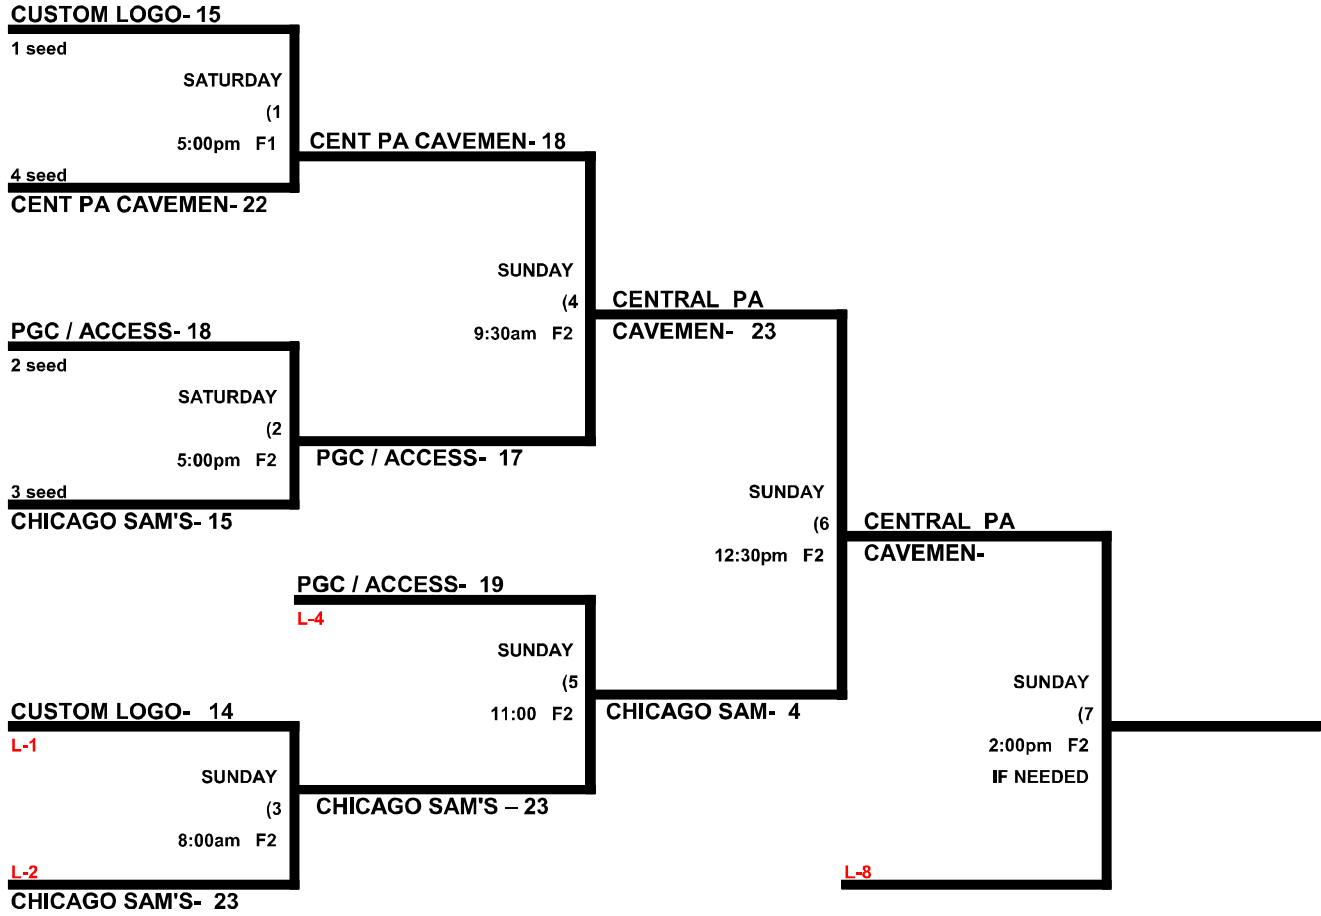 CUSTOM LOGO- 15
1 seed
SATURDAY
(1
5:00pm F1
4 seed
CENT PA CAVEMEN- 22
CENT PA CAVEMEN- 18
SUNDAY
(4
9:30am F2
PGC / ACCESS- 18
2 seed
SATURDAY
(2
5:00pm F2
3 seed
CHICAGO SAM'S- 15
PGC / ACCESS- 17
CENTRAL PA
CAVEMEN- 23
SUNDAY
(6
12:30pm F2
CENTRAL PA
CAVEMEN-
PGC / ACCESS- 19
L-4
SUNDAY
(5
11:00 F2
CHICAGO SAM- 4
CUSTOM LOGO- 14
L-1
SUNDAY
(3
8:00am F2
L-2
CHICAGO SAM'S- 23
CHICAGO SAM'S – 23
SUNDAY
(7
2:00pm F2
IF NEEDED
L-8